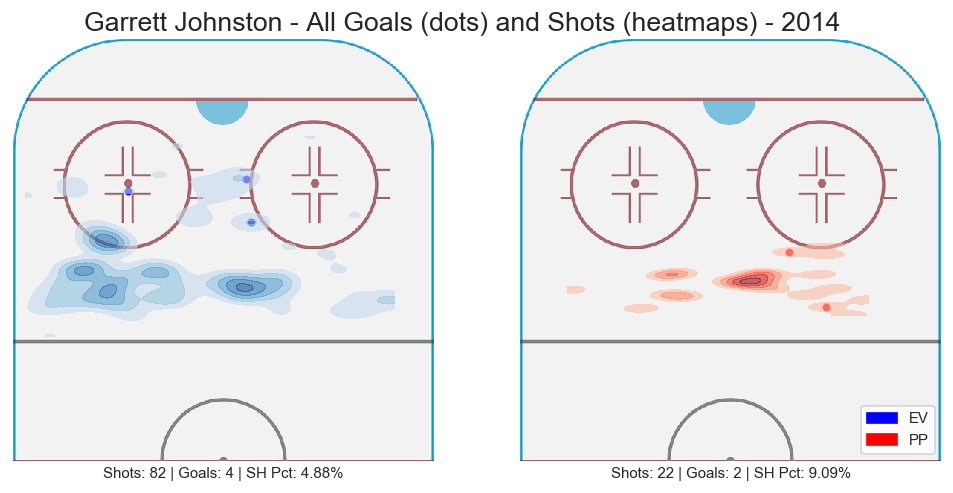 Garrett Johnston - All Goals (dots) and Shots (heatmaps) - 2014
EV
PP
Shots: 82 | Goals: 4 | SH Pct: 4.88%
Shots: 22 | Goals: 2 | SH Pct: 9.09%